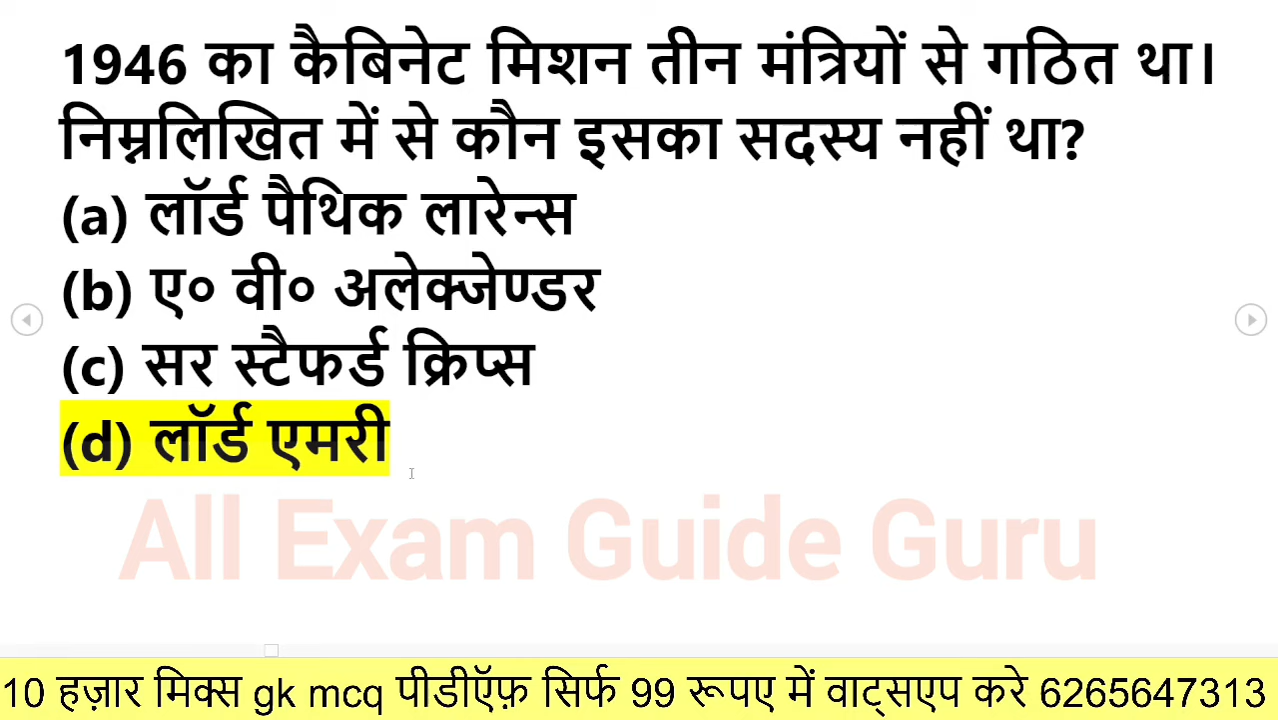 1946 का कैबिनेट मिशन तीन मंत्रियों से गठित था।
निम्नलिखित में से कौन इसका सदस्य नहीं था?
(a) लॉर्ड पैथिक लारेन्स
(b) ए० वी० अलेक्जेण्डर
(c) सर स्टैफर्ड क्रिप्स
(d) लॉर्ड एमरी
All Exam Guide Guru
10 हज़ार मिक्स gk mcq पीडीऍफ़ सिर्फ 99 रूपए में वाट्सएप करे 6265647313